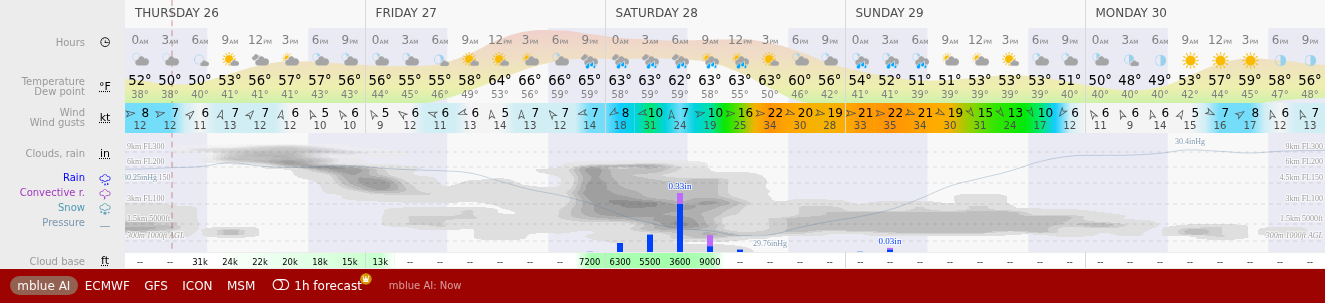 THURSDAY 26 FRIDAY 27 SATURDAY 28 SUNDAY 29 MONDAY 30
Hours 0AM 3AM 6AM 9AM 12PM 3PM 6PM 9PM 0AM 3AM 6AM 9AM 12PM 3PM 6PM 9PM 0AM 3AM 6AM 9AM 12PM 3PM 6PM 9PM 0AM 3AM 6AM 9AM 12PM 3PM 6PM 9PM 0AM 3AM 6AM 9AM 12PM 3PM 6PM 9PM
Temperature °F 52° 50° 50° 53° 56° 57° 57° 56° 56° 55° 55° 58° 64° 66° 66° 65° 63° 63° 62° 63° 63° 63° 60° 56° 54° 52° 51° 51° 53° 53° 53° 51° 50° 48° 49° 53° 57° 59° 58° 56°
Dew point 38° 38° 40° 41° 41° 41° 43° 43° 44° 45° 46° 49° 53° 56° 59° 59° 61° 61° 61° 59° 56° 50° 44° 42° 41° 42° 40° 39° 39° 39° 39° 40° 40° 40° 40° 42° 44° 45° 47° 48°
Wind kt 8 7 6 7 7 6 7 6 5 6 6 6 5 7 7 7 8 10 7 10 16 22 20 19 21 22 21 19 15 13 10 6 6 6 6 5 7 8 6 7
Wind gusts 12 12 11 13 12 12 10 10 9 12 11 13 14 13 12 14 18 31 24 19 25 34 30 28 33 35 34 30 31 24 17 12 11 9 14 15 16 17 12 13
30.4inHg
Clouds, rain in 9km FL300 9km FL300
6km FL200 6km FL200
Rain 30.25inHg 150 4.5km FL150
0.33in
Convective r. 3km FL100 3km FL100
Snow
Pressure 1.5km 5000ft 1.5km 5000ft
300m 1000ft AGL 300m 1000ft AGL
29.76inHg 0.03in
Cloud base ft -- -- 31k 24k 22k 20k 18k 15k 13k -- -- -- -- -- -- 7200 6300 5500 3600 9000 -- -- -- -- -- -- -- -- -- -- -- -- -- -- -- -- -- -- -- --
mblue AI ECMWF GFS ICON MSM 1h forecast mblue AI: Now